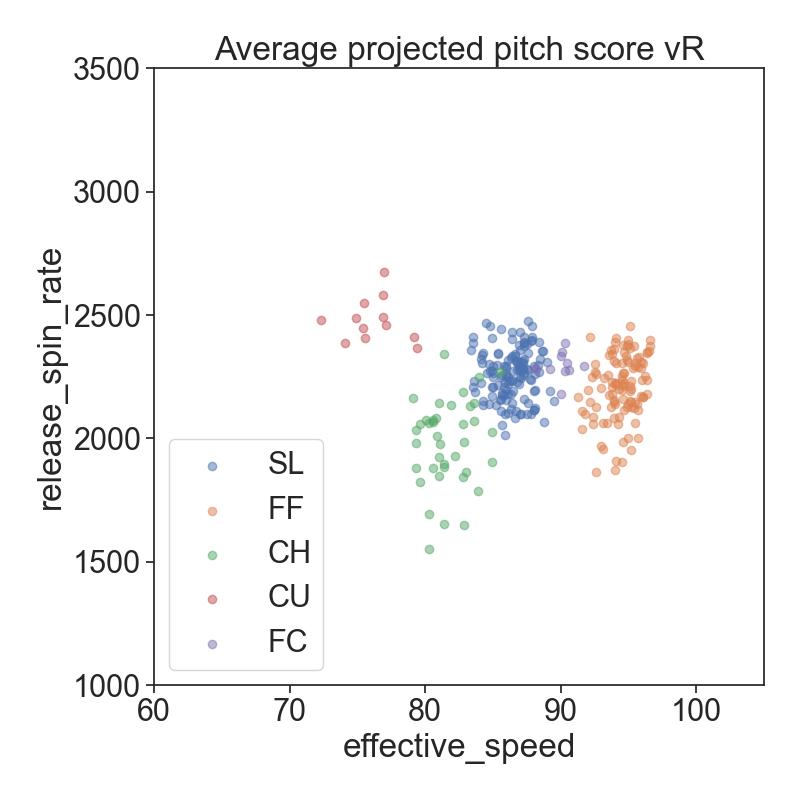 Average projected pitch score vR
3500
3000
2500
2000
1500
1000
release_spin_rate
SL
FF
CH
CU
FC
60 70 80 90 100
effective_speed